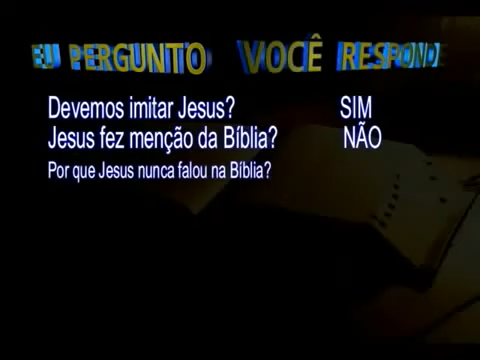 EU PERGUNTO VOCÊ RESPONDE
Devemos imitar Jesus? SIM
Jesus fez menção da Bíblia? NÃO
Por que Jesus nunca falou na Bíblia?